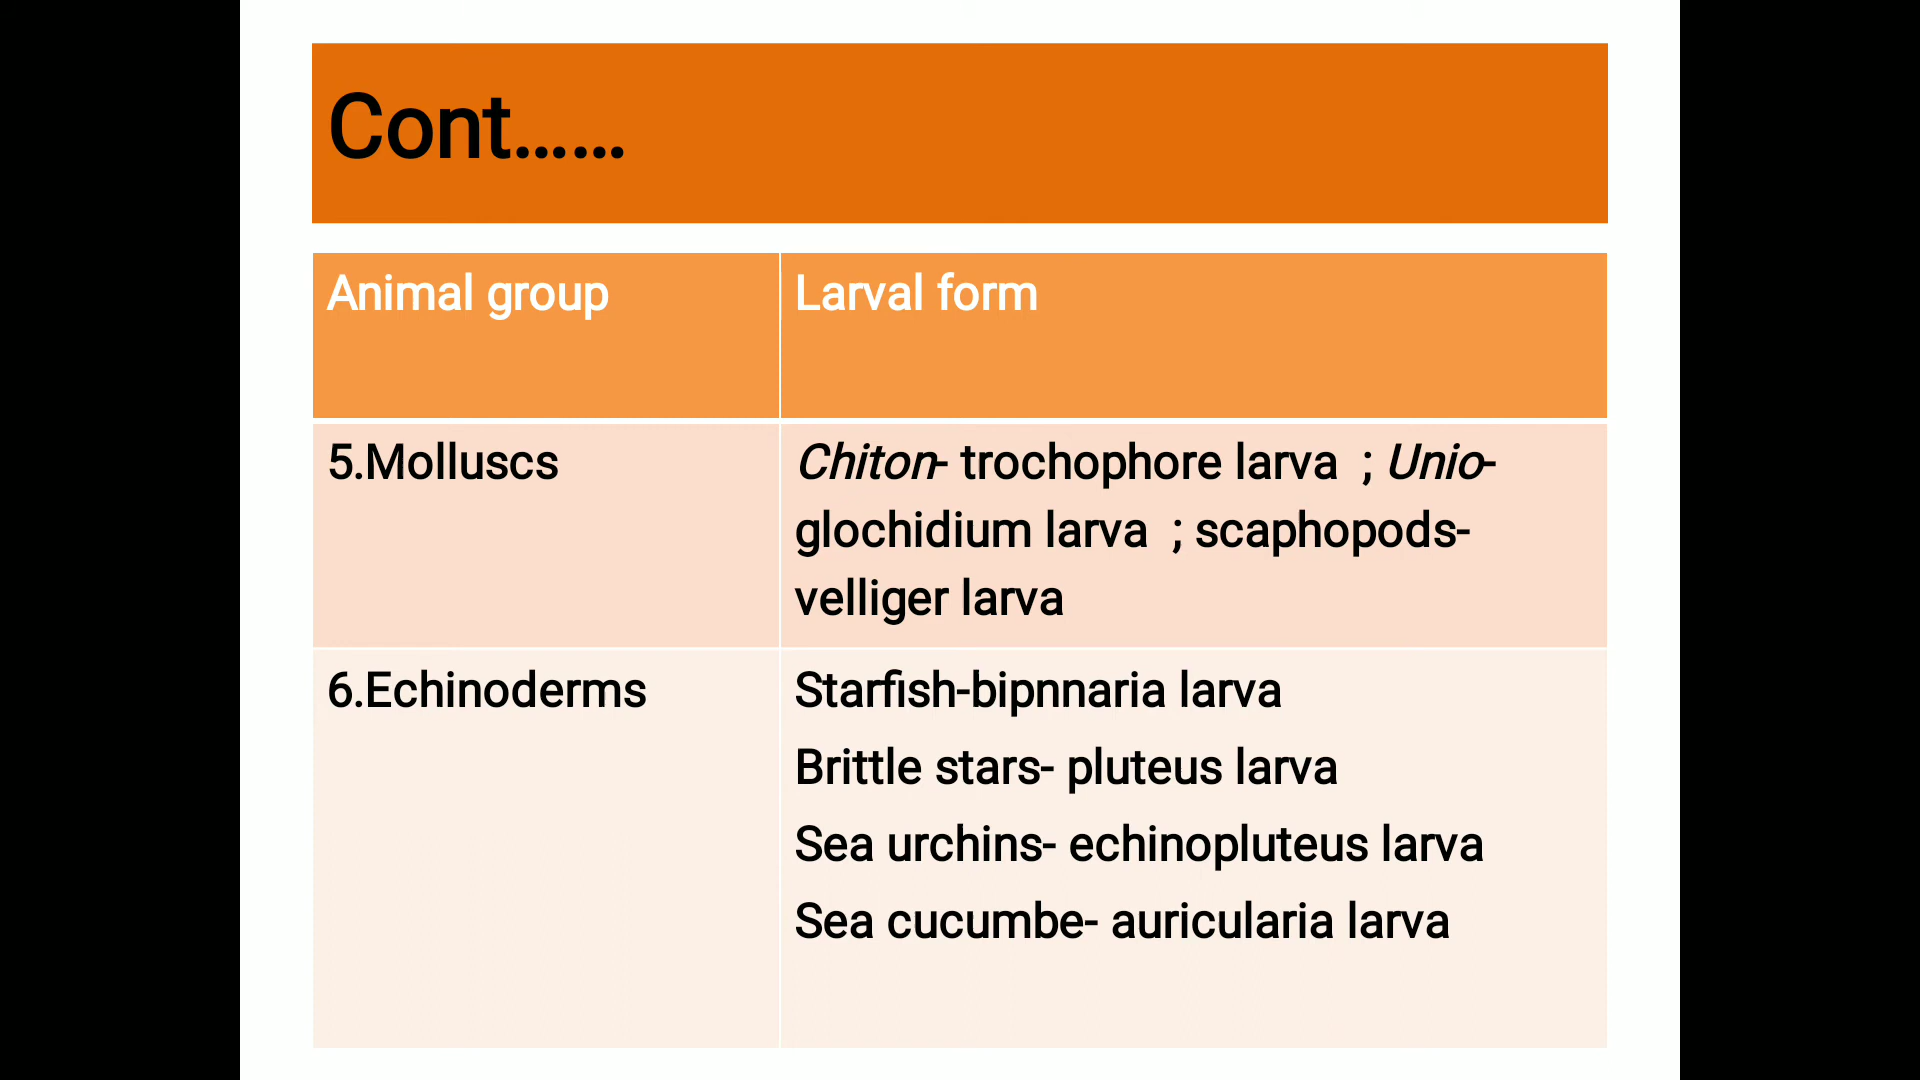 Cont......
Animal group
Larval form
5.Molluscs
Chiton- trochophore larva ; Unio-
glochidium larva ; scaphopods-
velliger larva
6.Echinoderms
Starfish-bipnnaria larva
Brittle stars- pluteus larva
Sea urchins- echinopluteus larva
Sea cucumbe- auricularia larva